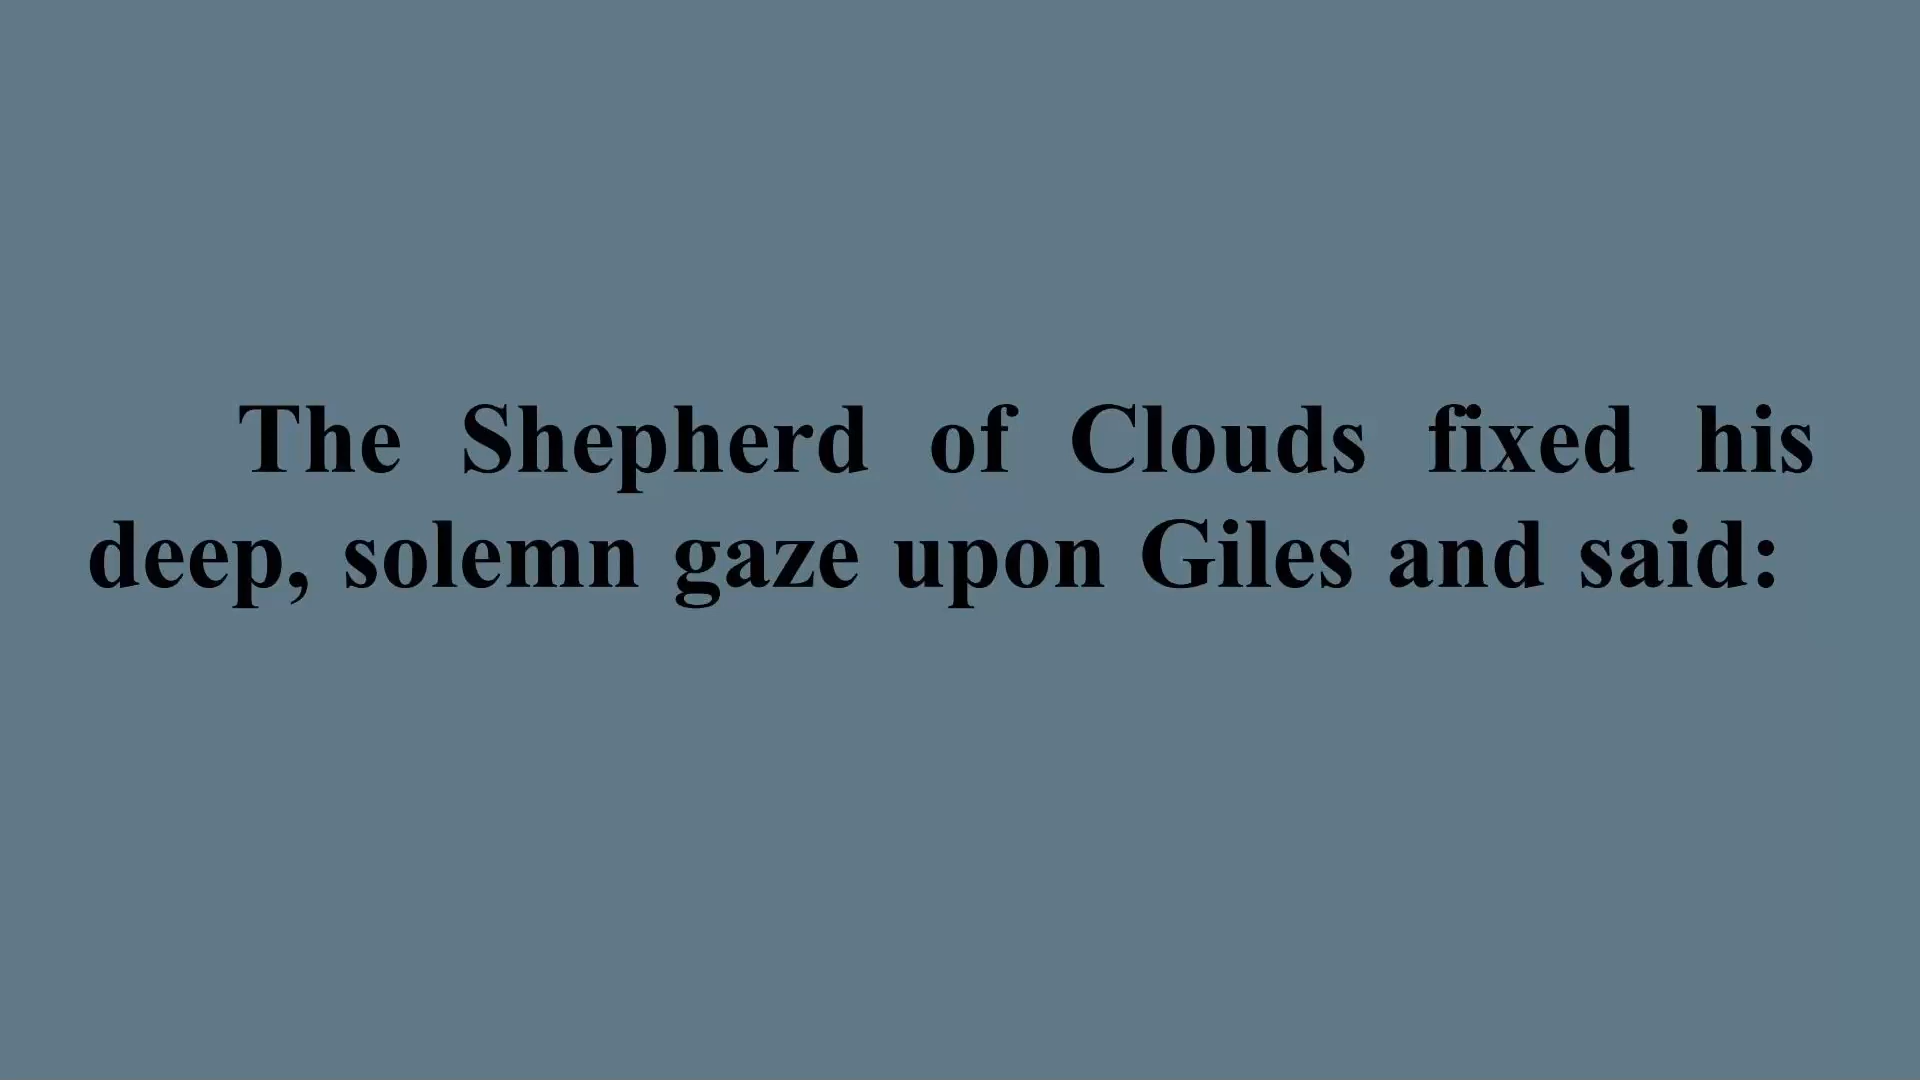 The Shepherd of Clouds fixed his
deep, solemn gaze upon Giles and said: